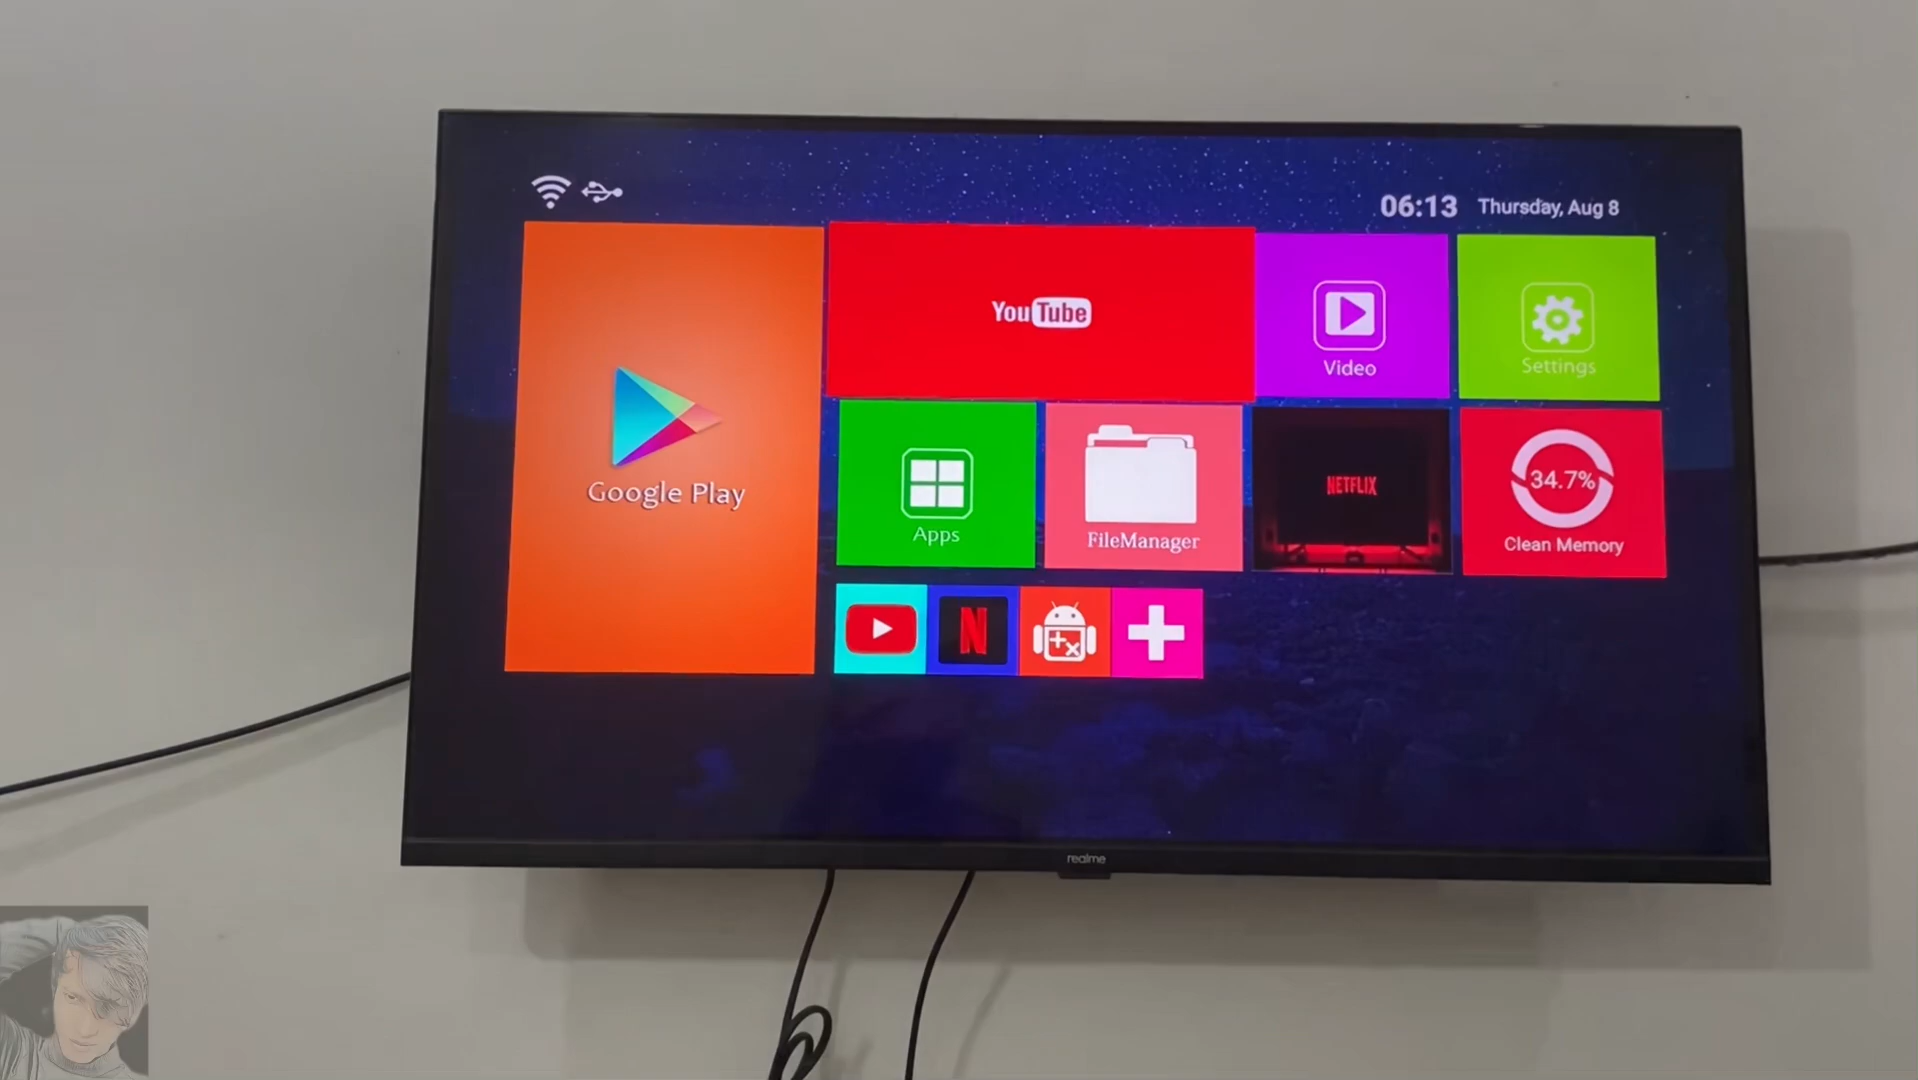 06:13 Thursday, Aug 8
Google Play
YouTube
Video
Settings
Apps
FileManager
NETFLIX
34.7%
Clean Memory
N
realme